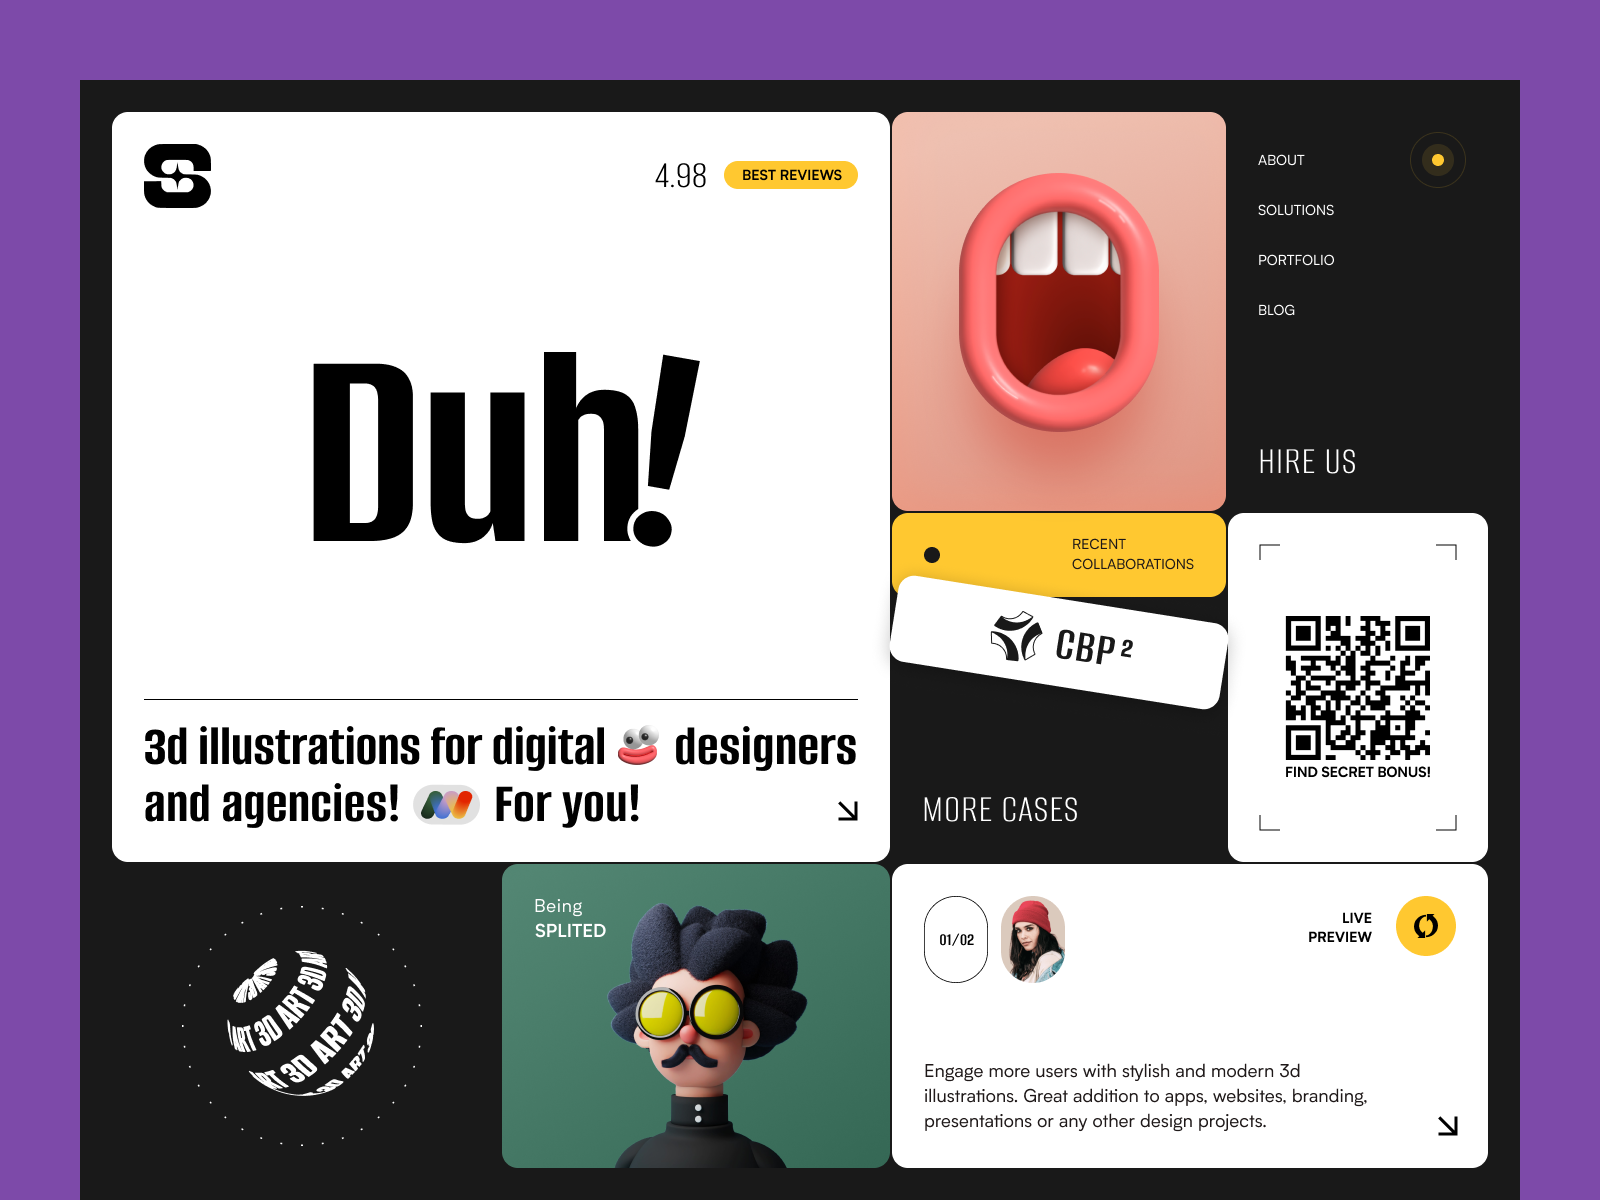 4.98
BEST REVIEWS
Duh!
3d illustrations for digital designers
and agencies! For you!
ABOUT
SOLUTIONS
PORTFOLIO
BLOG
HIRE US
RECENT
COLLABORATIONS
CBP 2
MORE CASES
FIND SECRET BONUS!
ART 3D ART 3D
ART 3D ART 3D
3D ART
Being
SPLITED
01/02
LIVE
PREVIEW
Engage more users with stylish and modern 3d
illustrations. Great addition to apps, websites, branding,
presentations or any other design projects.